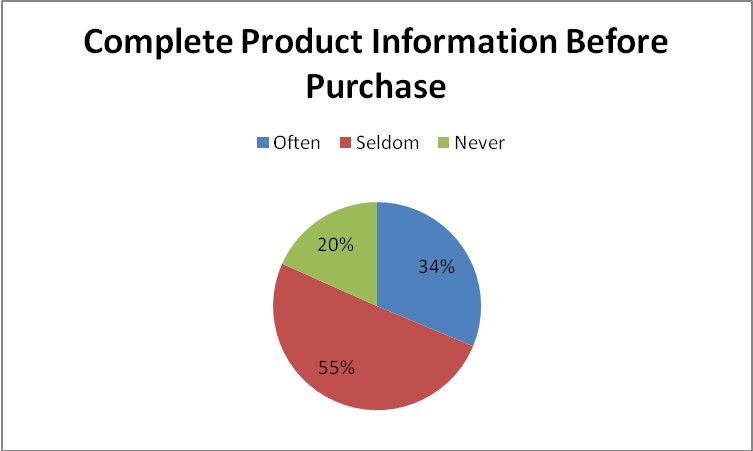 Complete Product Information Before
Purchase
Often Seldom Never
20%
34%
55%